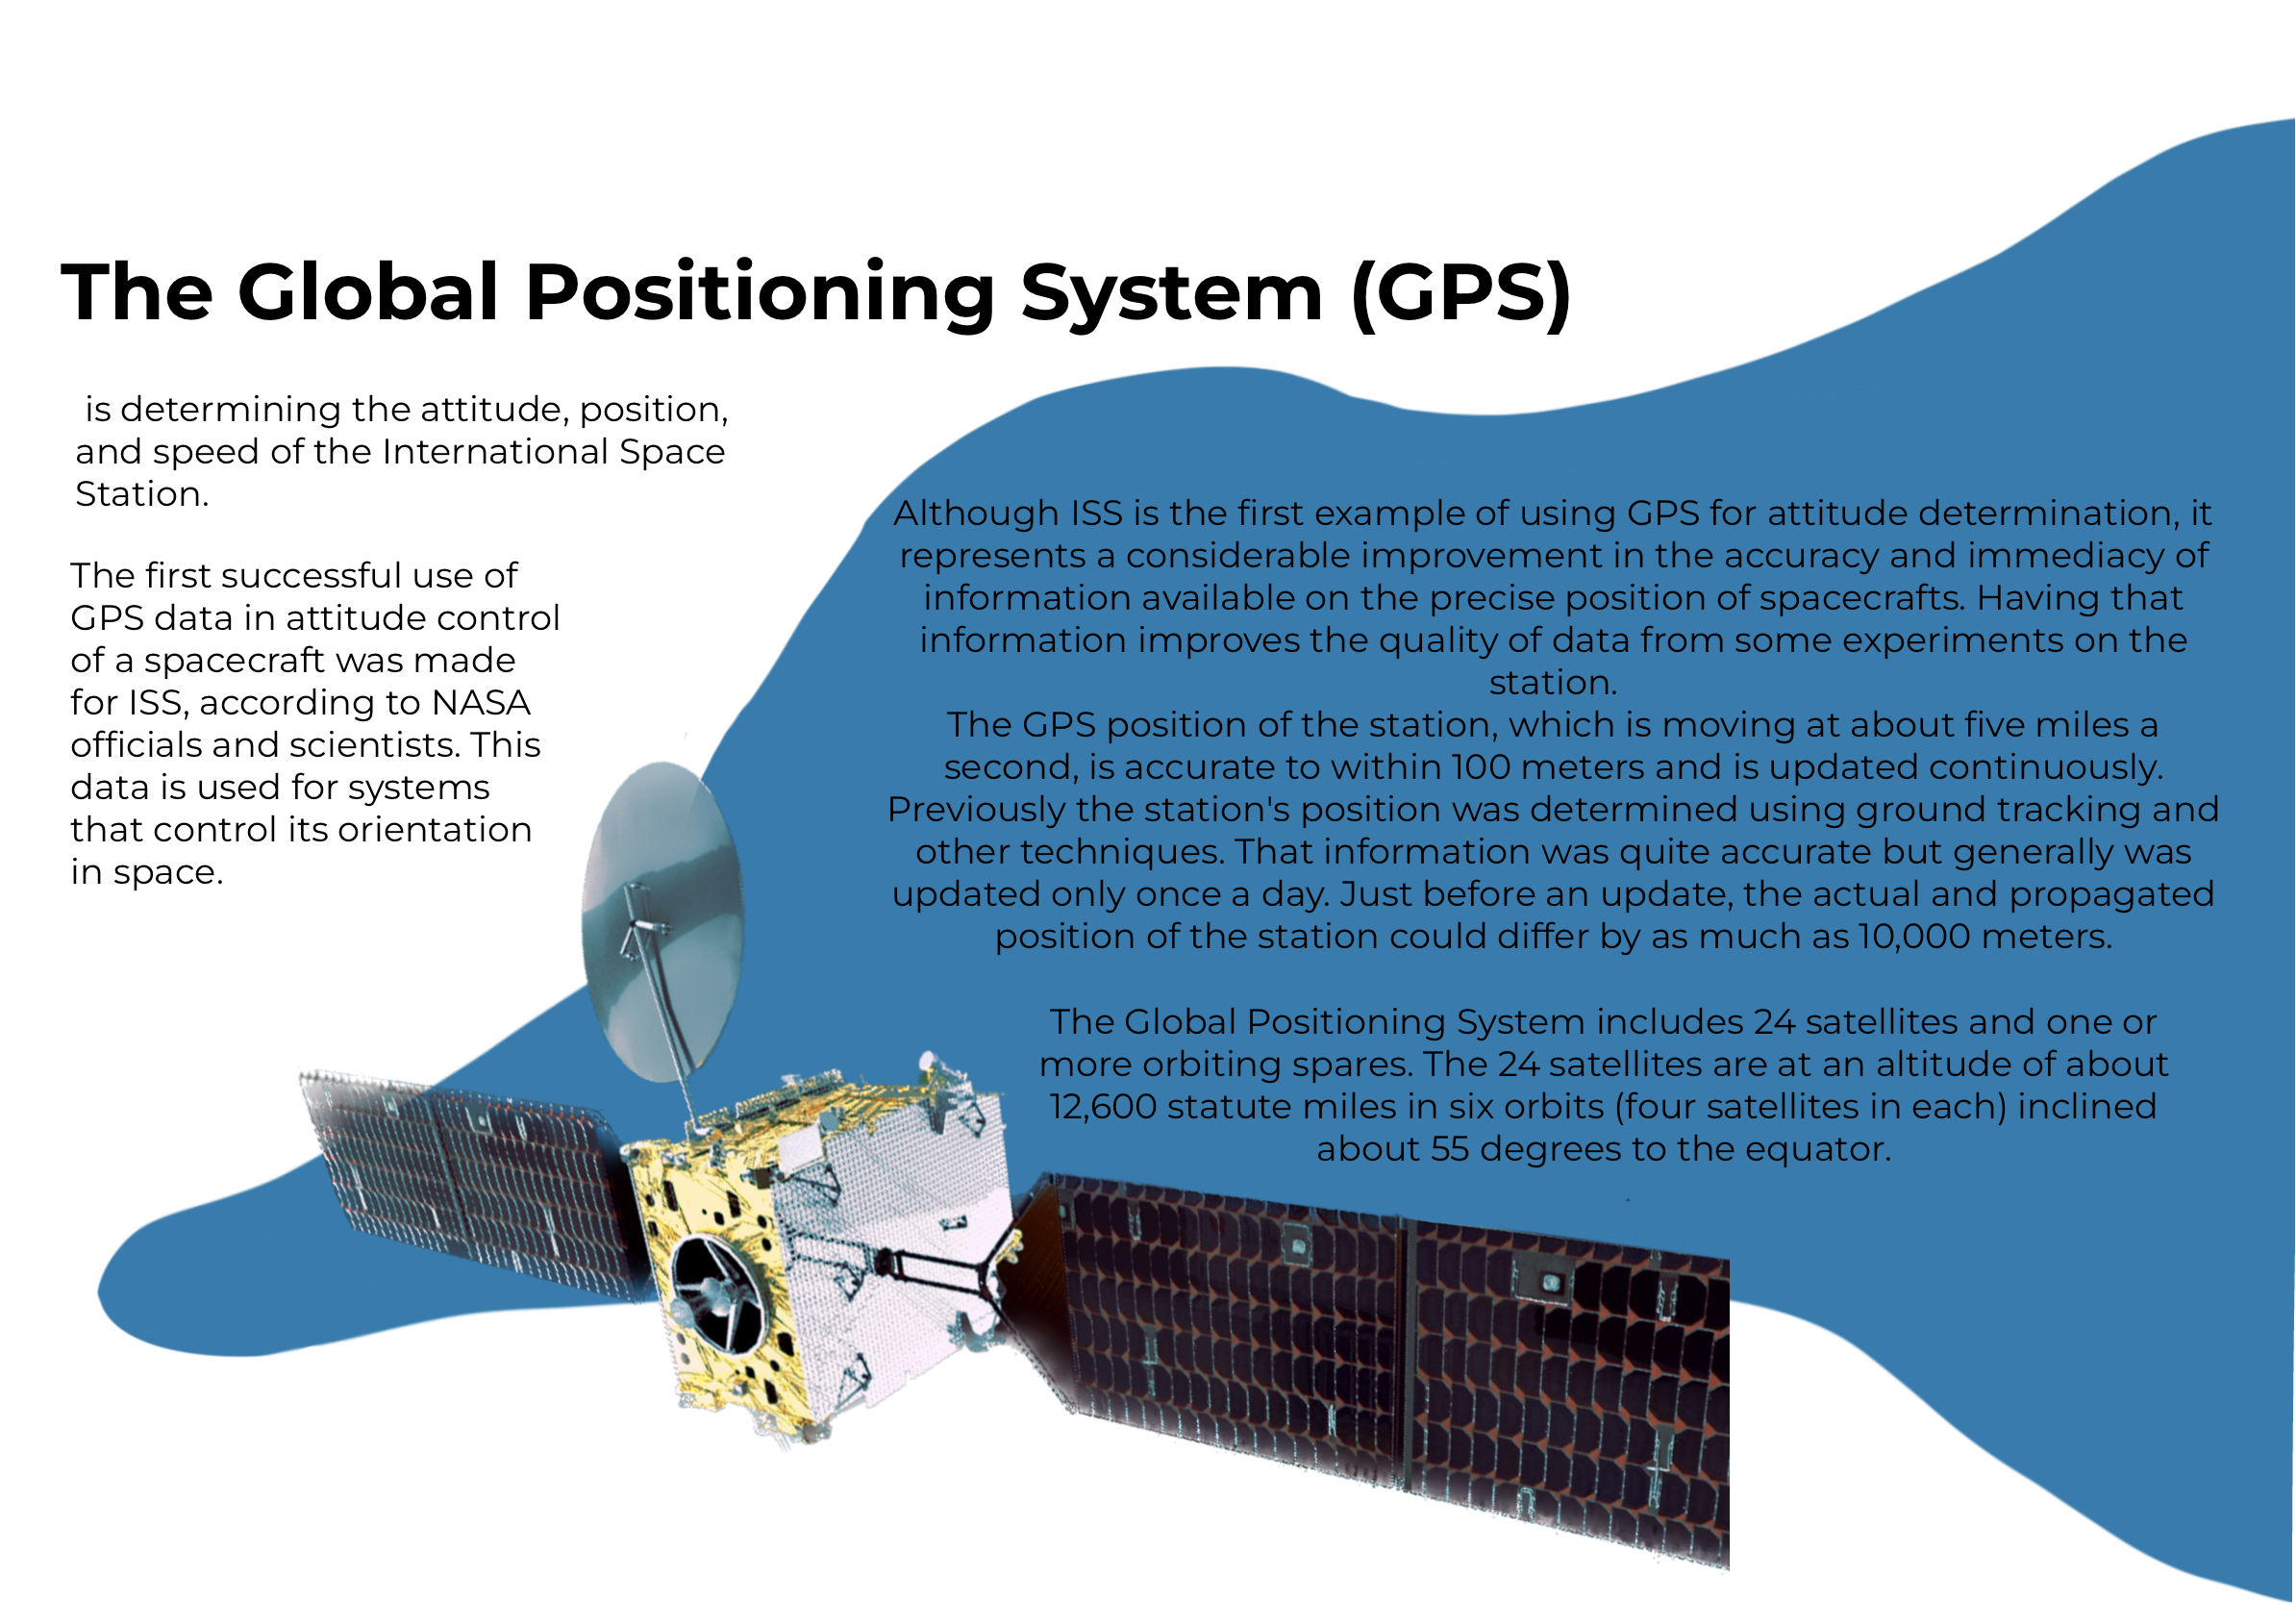 The Global Positioning System (GPS)
is determining the attitude, position,
and speed of the International Space
Station.
The first successful use of
GPS data in attitude control
of a spacecraft was made
for ISS, according to NASA
officials and scientists. This
data is used for systems
that control its orientation
in space.
Although ISS is the first example of using GPS for attitude determination, it
represents a considerable improvement in the accuracy and immediacy of
information available on the precise position of spacecrafts. Having that
information improves the quality of data from some experiments on the
station.
The GPS position of the station, which is moving at about five miles a
second, is accurate to within 100 meters and is updated continuously.
Previously the station's position was determined using ground tracking and
other techniques. That information was quite accurate but generally was
updated only once a day. Just before an update, the actual and propagated
position of the station could differ by as much as 10,000 meters.
The Global Positioning System includes 24 satellites and one or
more orbiting spares. The 24 satellites are at an altitude of about
12,600 statute miles in six orbits (four satellites in each) inclined
about 55 degrees to the equator.